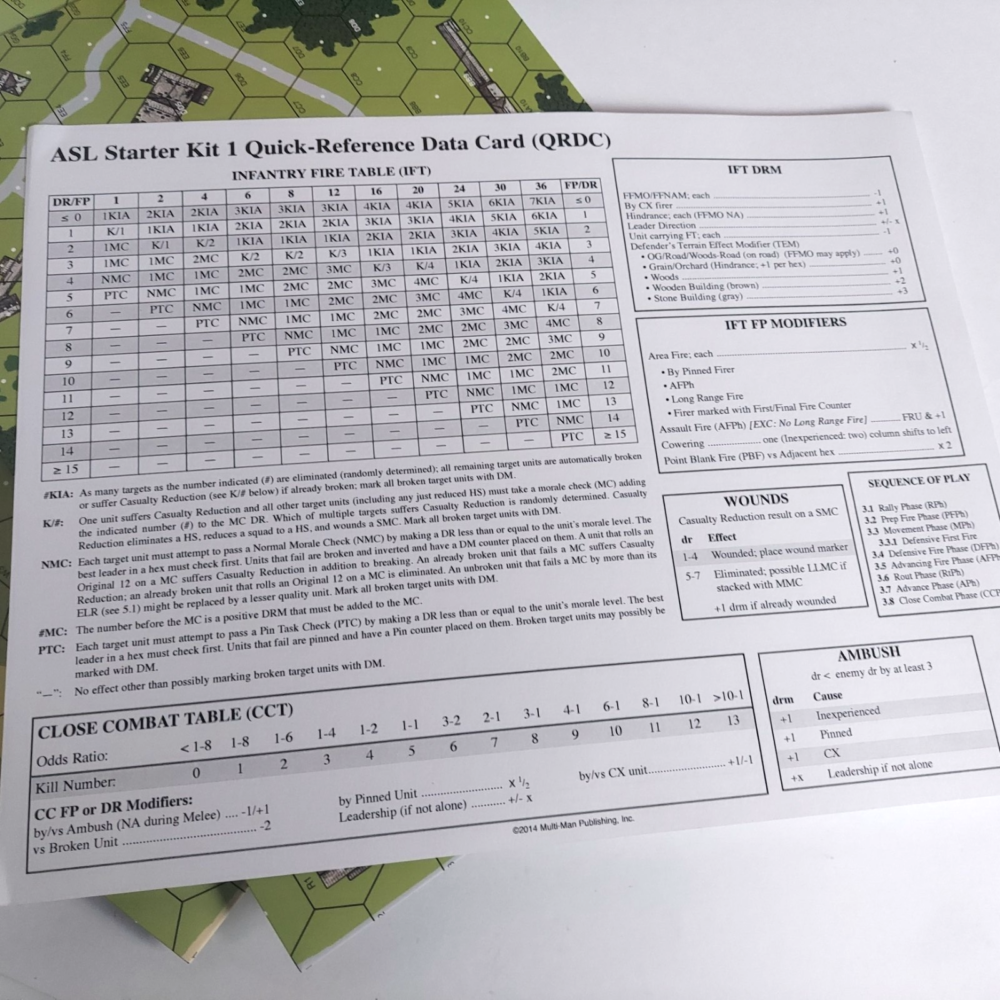 ASL Starter Kit 1 Quick-Reference Data Card (QRDC)
INFANTRY FIRE TABLE (IFT)
DR/FP 1 2 4 6 8 12 16 20 24 30 36 FP/DR
≤ 0 1KIA 2KIA 2KIA 3KIA 3KIA 3KIA 4KIA 4KIA 5KIA 6KIA 7KIA ≤ 0
1 K/1 1KIA 1KIA 2KIA 2KIA 2KIA 3KIA 3KIA 4KIA 5KIA 6KIA 1
2 1MC K/1 K/2 1KIA 1KIA 1KIA 2KIA 2KIA 3KIA 4KIA 5KIA 2
3 1MC 1MC 2MC K/2 K/2 K/3 1KIA 1KIA 2KIA 3KIA 4KIA 3
4 NMC 1MC 1MC 2MC 2MC 3MC K/3 K/4 1KIA 2KIA 3KIA 4
5 PTC NMC 1MC 1MC 2MC 2MC 3MC 4MC K/4 1KIA 2KIA 5
6 — PTC NMC 1MC 1MC 2MC 2MC 3MC 4MC K/4 1KIA 6
7 — — PTC NMC 1MC 1MC 2MC 2MC 3MC 4MC K/4 7
8 — — — PTC NMC 1MC 1MC 2MC 2MC 3MC 4MC 8
9 — — — — PTC NMC 1MC 1MC 2MC 2MC 3MC 9
10 — — — — — PTC NMC 1MC 1MC 2MC 2MC 10
11 — — — — — — PTC NMC 1MC 1MC 2MC 11
12 — — — — — — — PTC NMC 1MC 1MC 12
13 — — — — — — — — PTC NMC 1MC 13
14 — — — — — — — — — PTC NMC 14
≥ 15 — — — — — — — — — — PTC ≥ 15
#KIA: As many targets as the number indicated (#) are eliminated (randomly determined); all remaining target units are automatically broken
or suffer Casualty Reduction (see K/# below) if already broken; mark all broken target units with DM.
K/#: One unit suffers Casualty Reduction and all other target units (including any just reduced HS) must take a morale check (MC) adding
the indicated number (#) to the MC DR. Which of multiple targets suffers Casualty Reduction is randomly determined. Casualty
Reduction eliminates a HS, reduces a squad to a HS, and wounds a SMC. Mark all broken target units with DM.
NMC: Each target unit must attempt to pass a Normal Morale Check (NMC) by making a DR less than or equal to the unit's morale level. The
best leader in a hex must check first. Units that fail are broken and inverted and have a DM counter placed on them. A unit that rolls an
Original 12 on a MC suffers Casualty Reduction in addition to breaking. An already broken unit that fails a MC suffers Casualty
Reduction; an already broken unit that rolls an Original 12 on a MC is eliminated. An unbroken unit that fails a MC by more than its
ELR (see 5.1) might be replaced by a lesser quality unit. Mark all broken target units with DM.
#MC: The number before the MC is a positive DRM that must be added to the MC.
PTC: Each target unit must attempt to pass a Pin Task Check (PTC) by making a DR less than or equal to the unit's morale level. The best
leader in a hex must check first. Units that fail are pinned and have a Pin counter placed on them. Broken target units may possibly be
marked with DM.
"—": No effect other than possibly marking broken target units with DM.
IFT DRM
FFMO/FFNAM; each -1
By CX firer +1
Hindrance; each (FFMO NA) +1
Leader Direction +/- x
Unit carrying FT; each -1
Defender's Terrain Effect Modifier (TEM)
• OG/Road/Woods-Road (on road) (FFMO may apply) +0
• Grain/Orchard (Hindrance; +1 per hex) +0
• Woods +1
• Wooden Building (brown) +2
• Stone Building (gray) +3
IFT FP MODIFIERS
Area Fire; each x ½
• By Pinned Firer
• AFPh
• Long Range Fire
• Firer marked with First/Final Fire Counter
Assault Fire (AFPh) [EXC: No Long Range Fire] FRU & +1
Cowering one (Inexperienced: two) column shifts to left
Point Blank Fire (PBF) vs Adjacent hex x 2
WOUNDS
Casualty Reduction result on a SMC
dr Effect
1-4 Wounded; place wound marker
5-7 Eliminated; possible LLMC if
stacked with MMC
+1 drm if already wounded
SEQUENCE OF PLAY
3.1 Rally Phase (RPh)
3.2 Prep Fire Phase (PFPh)
3.3 Movement Phase (MPh)
3.3.1 Defensive First Fire
3.4 Defensive Fire Phase (DFPh)
3.5 Advancing Fire Phase (AFPh
3.6 Rout Phase (RtPh)
3.7 Advance Phase (APh)
3.8 Close Combat Phase (CCP
CLOSE COMBAT TABLE (CCT)
Odds Ratio: < 1-8 1-8 1-6 1-4 1-2 1-1 3-2 2-1 3-1 4-1 6-1 8-1 10-1 >10-1
Kill Number: 0 1 2 3 4 5 6 7 8 9 10 11 12 13
CC FP or DR Modifiers:
by/vs Ambush (NA during Melee) .... -1/+1
vs Broken Unit ........ -2
by Pinned Unit ........ x ½
Leadership (if not alone) ........ +/- x
by/vs CX unit........ +1/-1
AMBUSH
dr < enemy dr by at least 3
drm Cause
+1 Inexperienced
+1 Pinned
+1 CX
+x Leadership if not alone
©2014 Multi-Man Publishing, Inc.